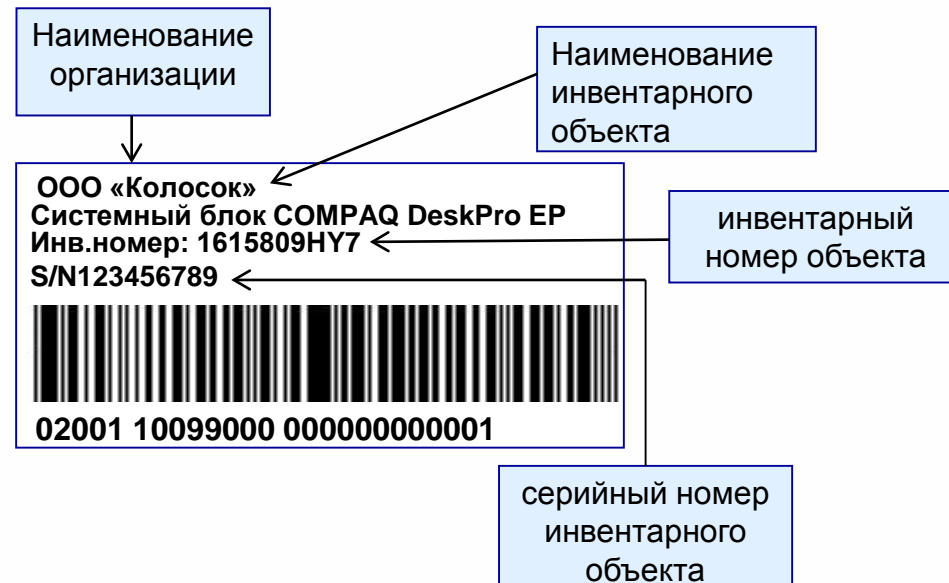 Наименование
организации
Наименование
инвентарного
объекта
ООО «Колосок»
Системный блок COMPAQ DeskPro EP
Инв.номер: 1615809HY7
S/N123456789
инвентарный
номер объекта
02001 10099000 000000000001
серийный номер
инвентарного
объекта